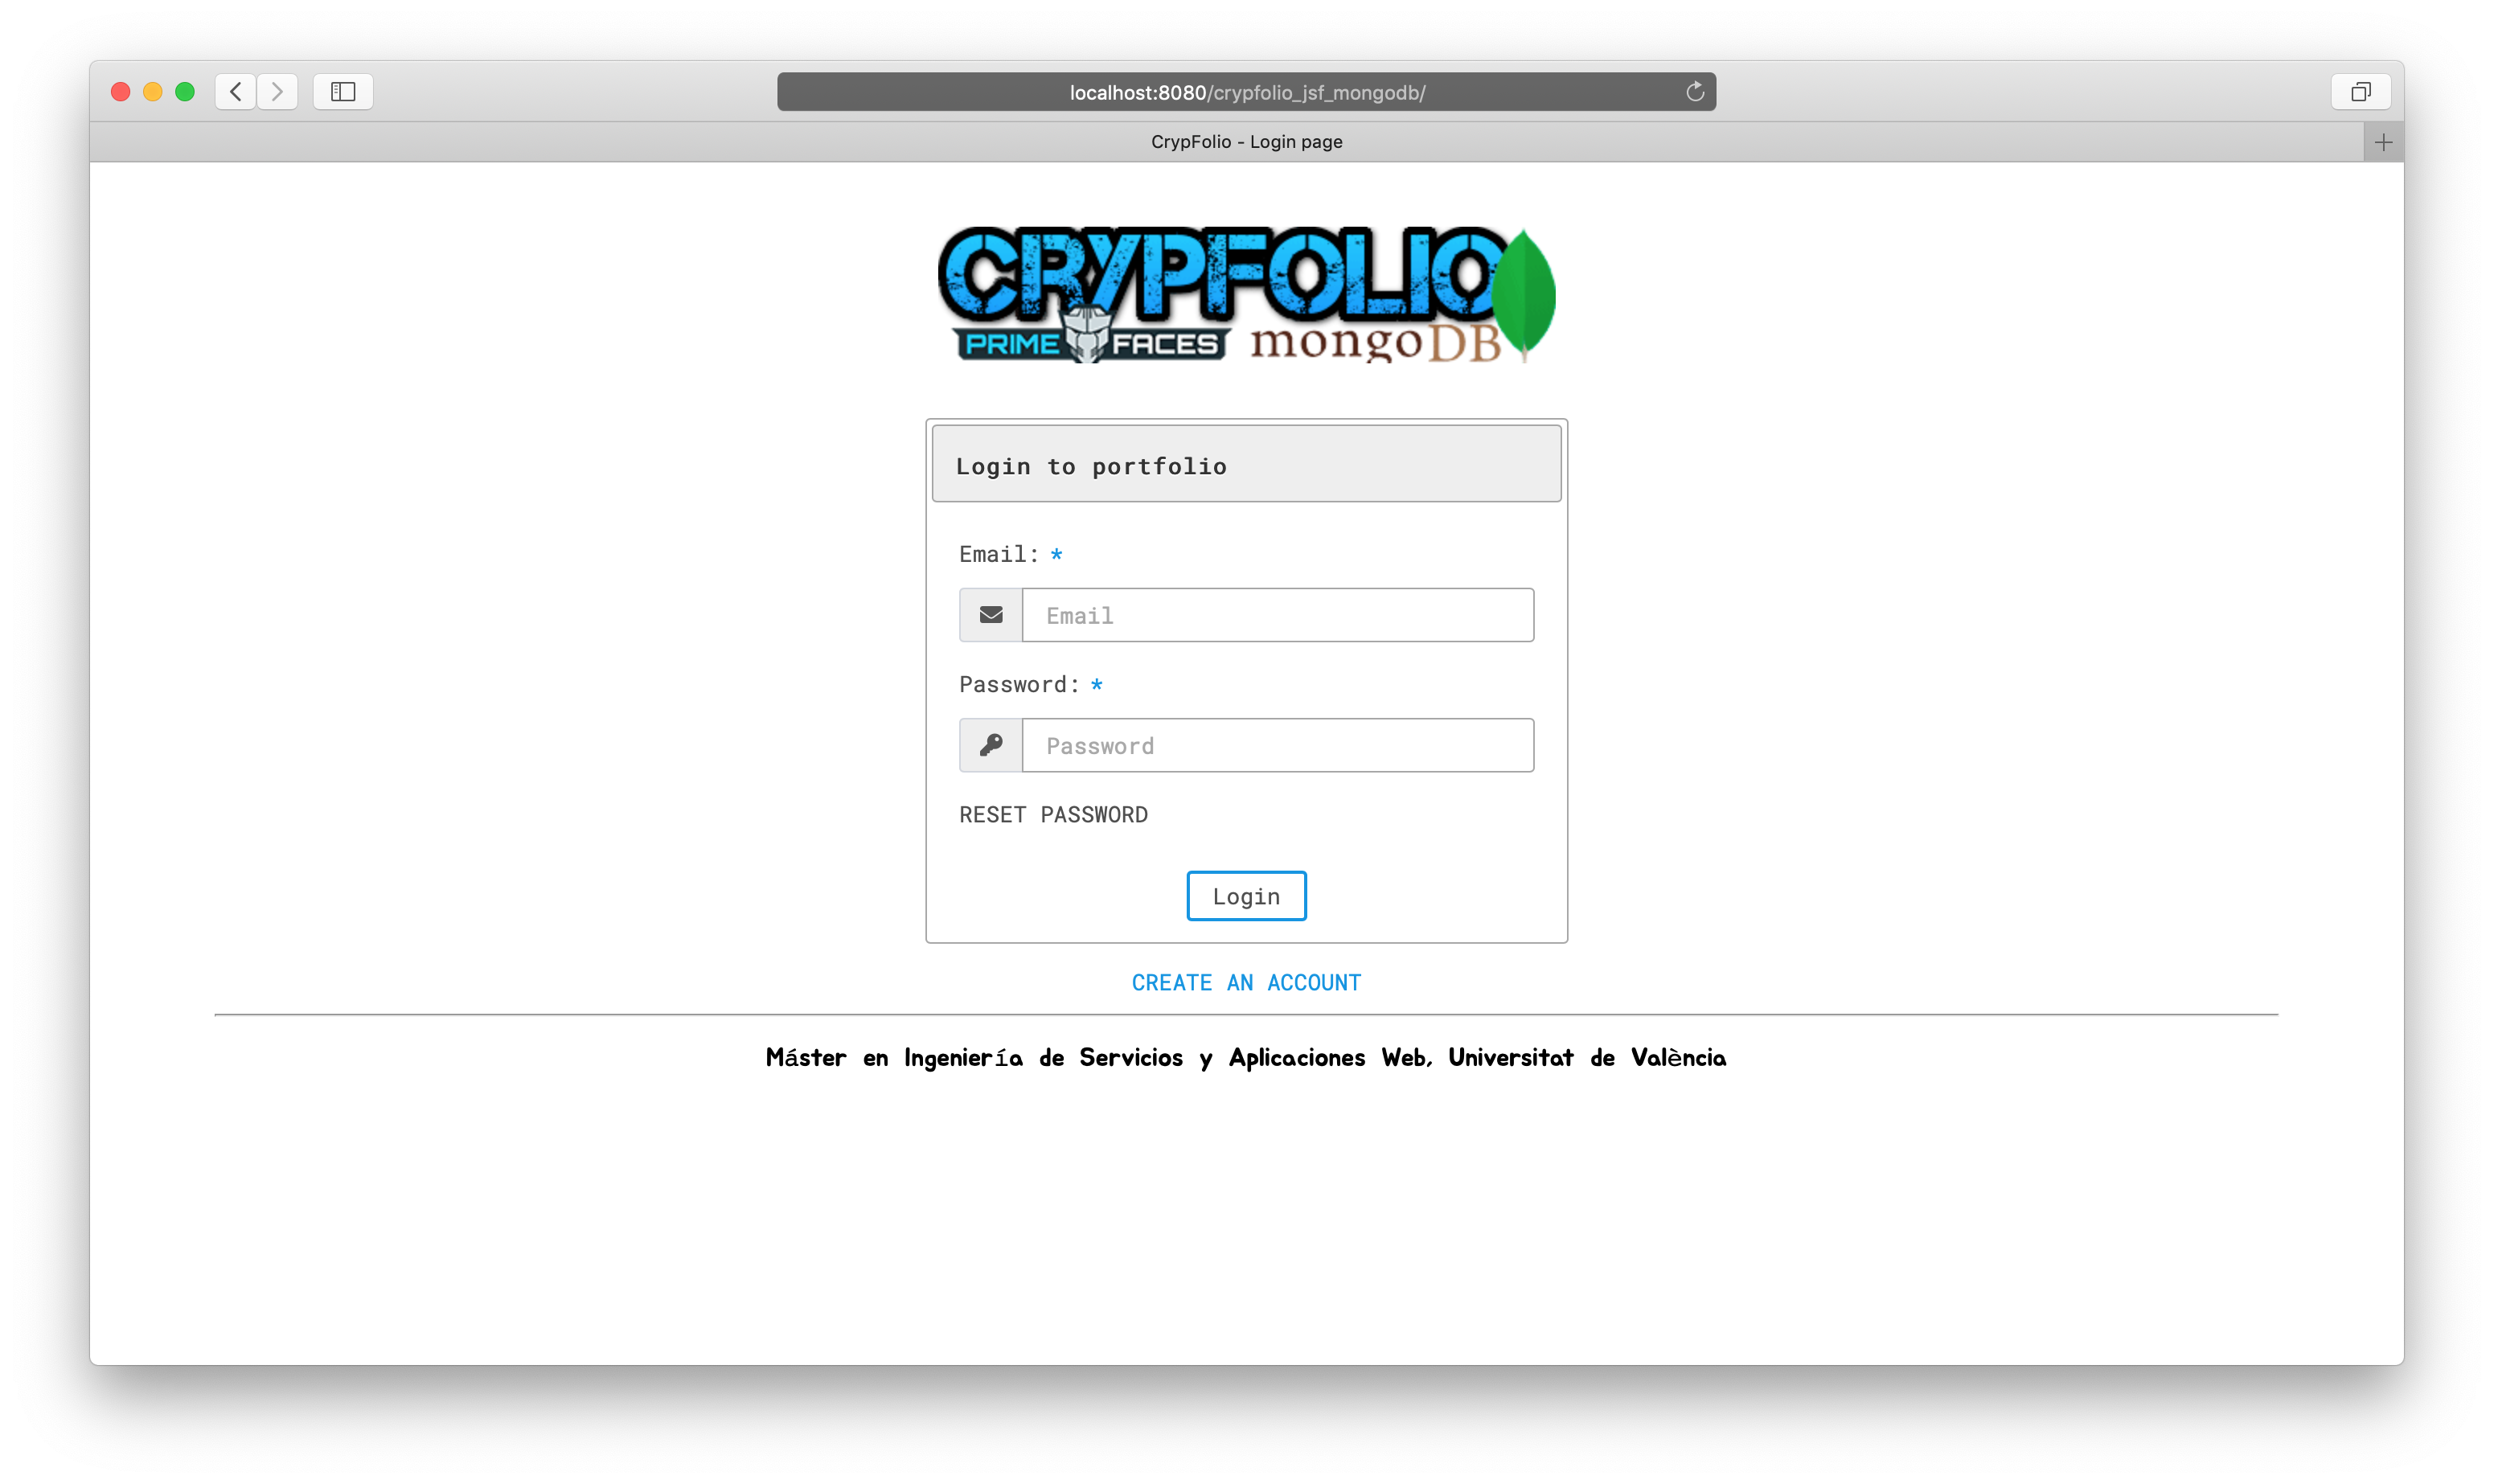 localhost:8080/crypfolio_jsf_mongodb/
CrypFolio - Login page
CRYPFOLIO
PRIME FACES mongoDB
Login to portfolio
Email: *
Email
Password: *
Password
RESET PASSWORD
Login
CREATE AN ACCOUNT
Máster en Ingeniería de Servicios y Aplicaciones Web, Universitat de València